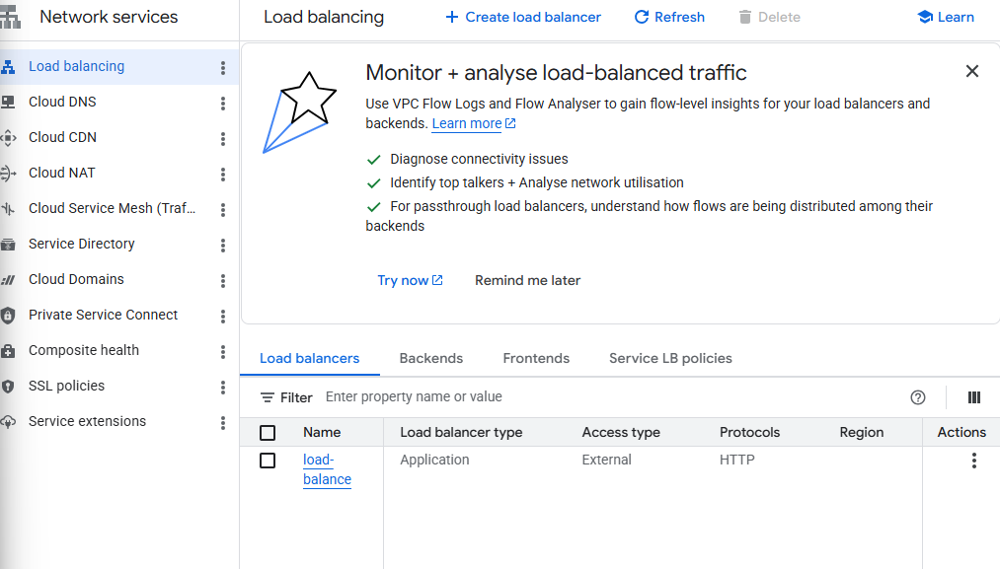 Network services
Load balancing
Create load balancer
Refresh
Delete
Learn
Load balancing
Cloud DNS
Cloud CDN
Cloud NAT
Cloud Service Mesh (Traf...
Service Directory
Cloud Domains
Private Service Connect
Composite health
SSL policies
Service extensions
Monitor + analyse load-balanced traffic
Use VPC Flow Logs and Flow Analyser to gain flow-level insights for your load balancers and
backends. Learn more
Diagnose connectivity issues
Identify top talkers + Analyse network utilisation
For passthrough load balancers, understand how flows are being distributed among their
backends
Try now Remind me later
Load balancers Backends Frontends Service LB policies
Filter Enter property name or value
Name Load balancer type Access type Protocols Region Actions
load-
balance
Application External HTTP